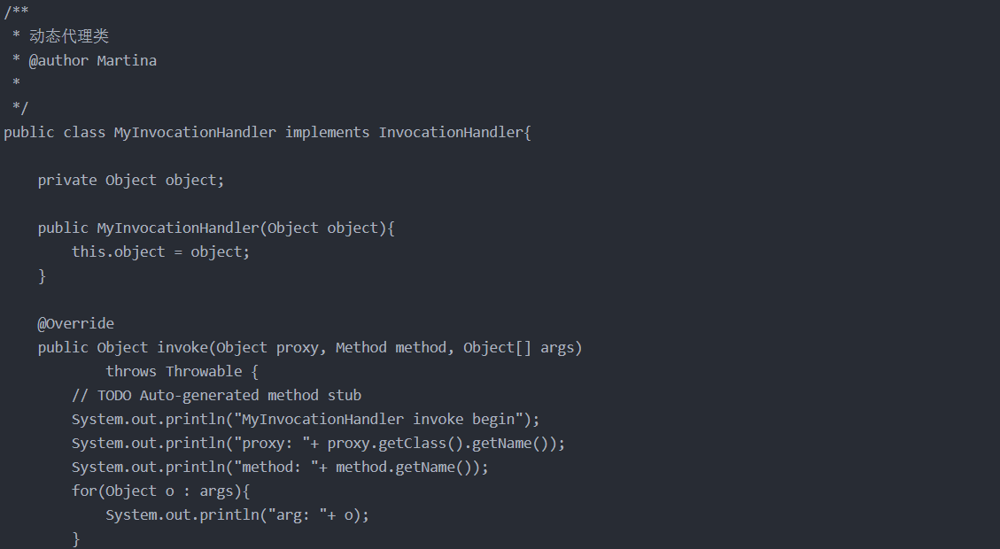 /**
 * 动态代理类
 * @author Martina
 *
 */
public class MyInvocationHandler implements InvocationHandler{

    private Object object;

    public MyInvocationHandler(Object object){
        this.object = object;
    }

    @Override
    public Object invoke(Object proxy, Method method, Object[] args)
            throws Throwable {
        // TODO Auto-generated method stub
        System.out.println("MyInvocationHandler invoke begin");
        System.out.println("proxy: "+ proxy.getClass().getName());
        System.out.println("method: "+ method.getName());
        for(Object o : args){
            System.out.println("arg: "+ o);
        }